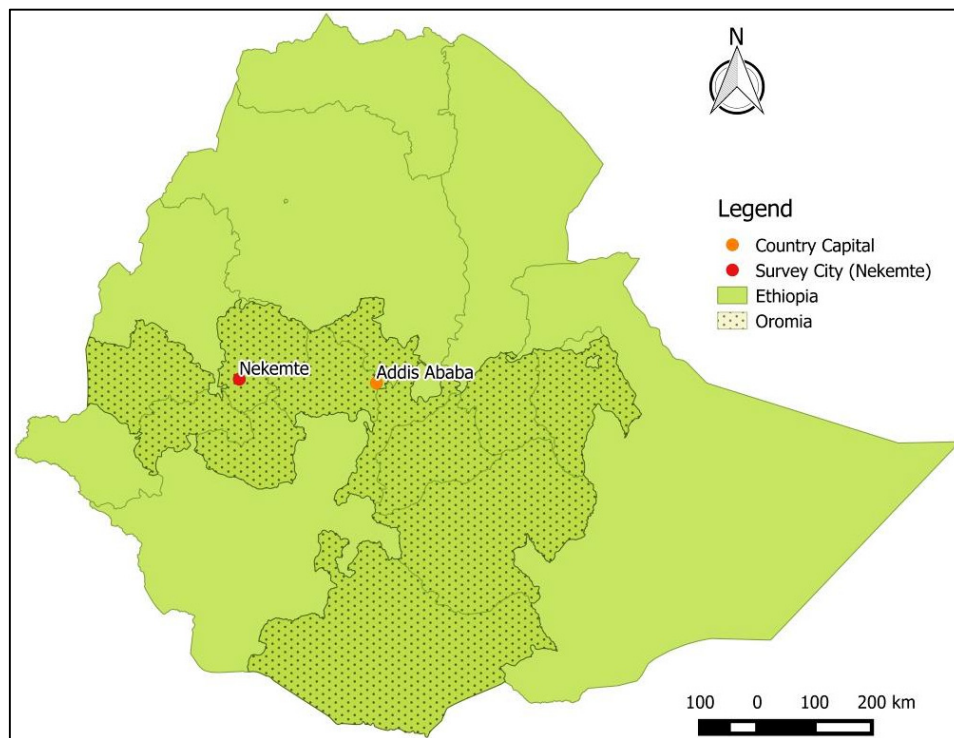 N
Legend
Country Capital
Survey City (Nekemte)
Ethiopia
Oromia
Nekemte
Addis Ababa
100 0 100 200 km